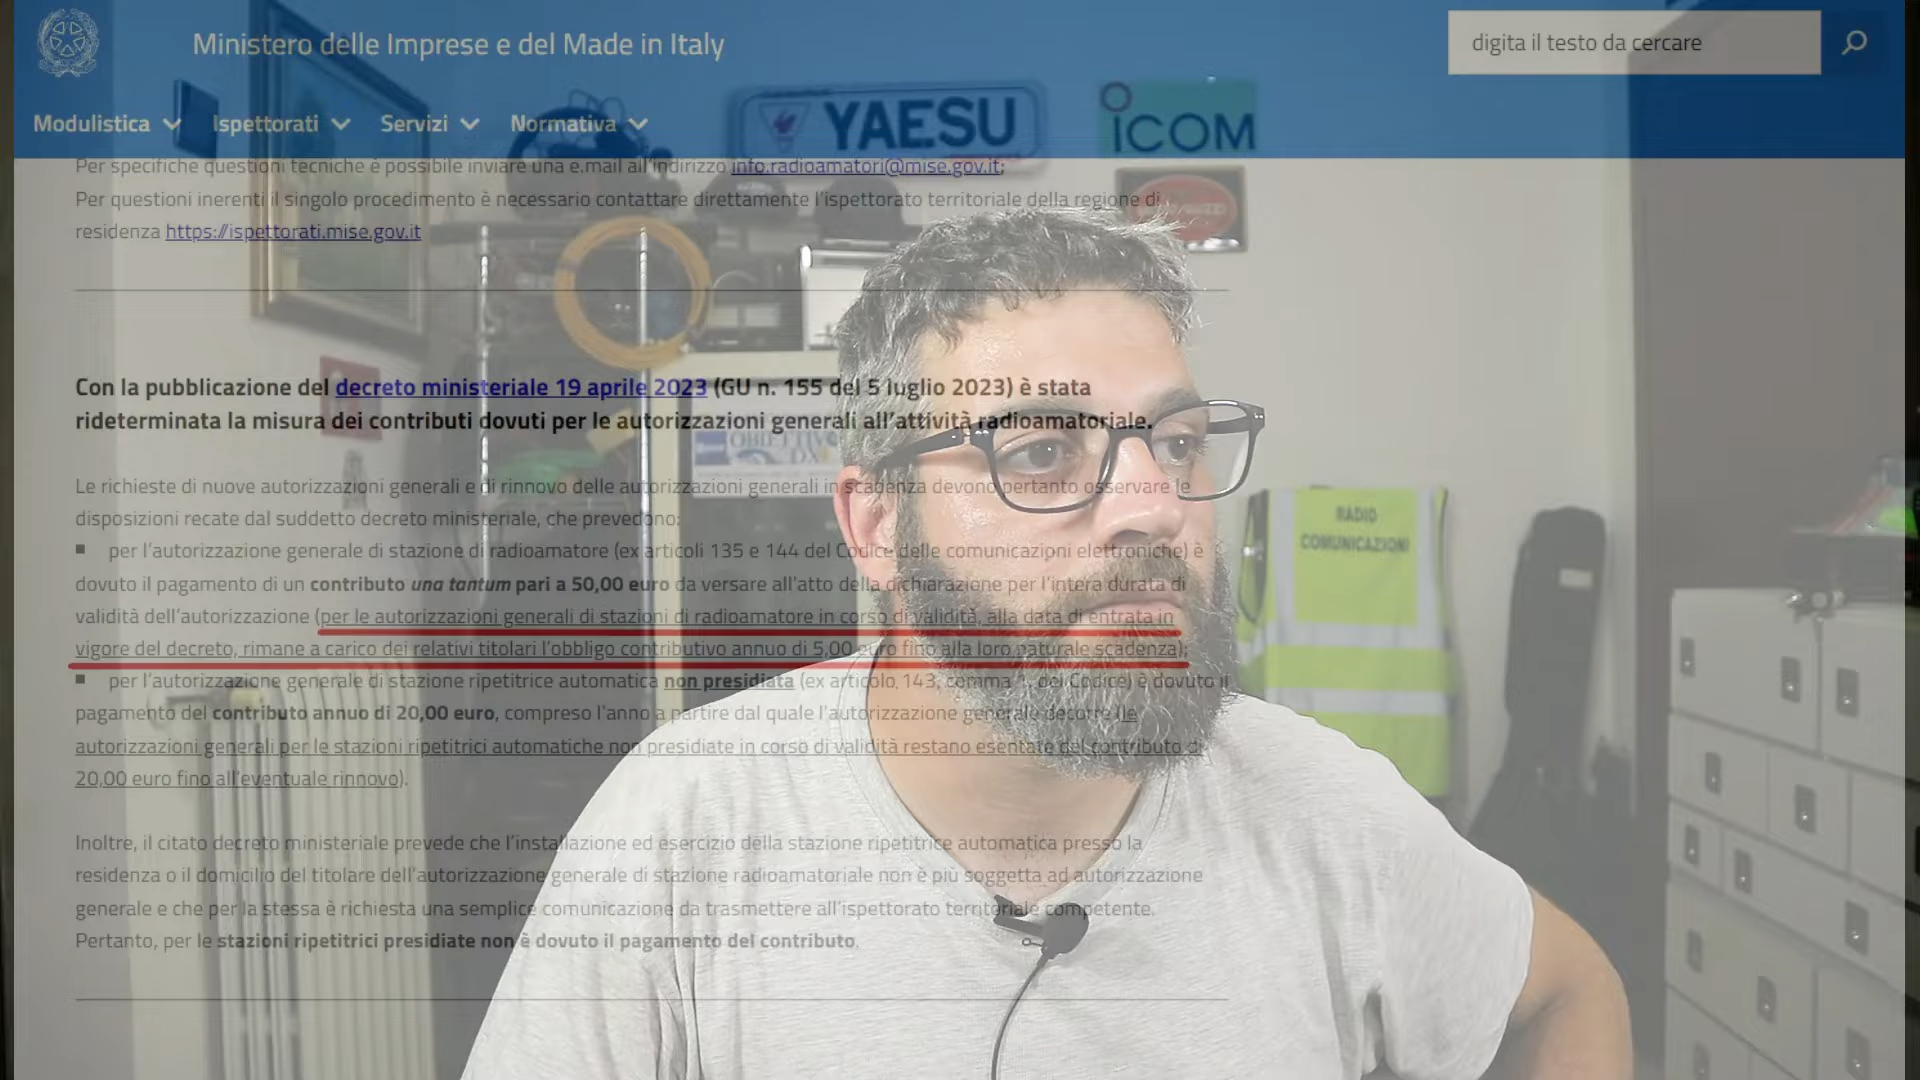 Ministero delle Imprese e del Made in Italy
digita il testo da cercare
Modulistica Ispettorati Servizi Normativa
YAESU
ICOM
Per specifiche questioni tecniche è possibile inviare una e.mail all'indirizzo info.radioamatori@mise.gov.it;
Per questioni inerenti il singolo procedimento è necessario contattare direttamente l'ispettorato territoriale della regione di
residenza https://ispettorati.mise.gov.it
Con la pubblicazione del decreto ministeriale 19 aprile 2023 (GU n. 155 del 5 luglio 2023) è stata
rideterminata la misura dei contributi dovuti per le autorizzazioni generali all'attività radioamatoriale.
OBIETTIVO
DX
Le richieste di nuove autorizzazioni generali e di rinnovo delle autorizzazioni generali in scadenza devono pertanto osservare le
disposizioni recate dal suddetto decreto ministeriale, che prevedono:
RADIO
COMUNICAZIONI
▪ per l'autorizzazione generale di stazione di radioamatore (ex articoli 135 e 144 del Codice delle comunicazioni elettroniche) è
dovuto il pagamento di un contributo una tantum pari a 50,00 euro da versare all'atto della dichiarazione per l'intera durata di
validità dell'autorizzazione (per le autorizzazioni generali di stazioni di radioamatore in corso di validità, alla data di entrata in
vigore del decreto, rimane a carico dei relativi titolari l'obbligo contributivo annuo di 5,00 euro fino alla loro naturale scadenza);
▪ per l'autorizzazione generale di stazione ripetitrice automatica non presidiata (ex articolo 143, comma 1, del Codice) è dovuto il
pagamento del contributo annuo di 20,00 euro, compreso l'anno a partire dal quale l'autorizzazione generale decorre (le
autorizzazioni generali per le stazioni ripetitrici automatiche non presidiate in corso di validità restano esentate del contributo di
20,00 euro fino all'eventuale rinnovo).
Inoltre, il citato decreto ministeriale prevede che l'installazione ed esercizio della stazione ripetitrice automatica presso la
residenza o il domicilio del titolare dell'autorizzazione generale di stazione radioamatoriale non è più soggetta ad autorizzazione
generale e che per la stessa è richiesta una semplice comunicazione da trasmettere all'ispettorato territoriale competente.
Pertanto, per le stazioni ripetitrici presidiate non è dovuto il pagamento del contributo.